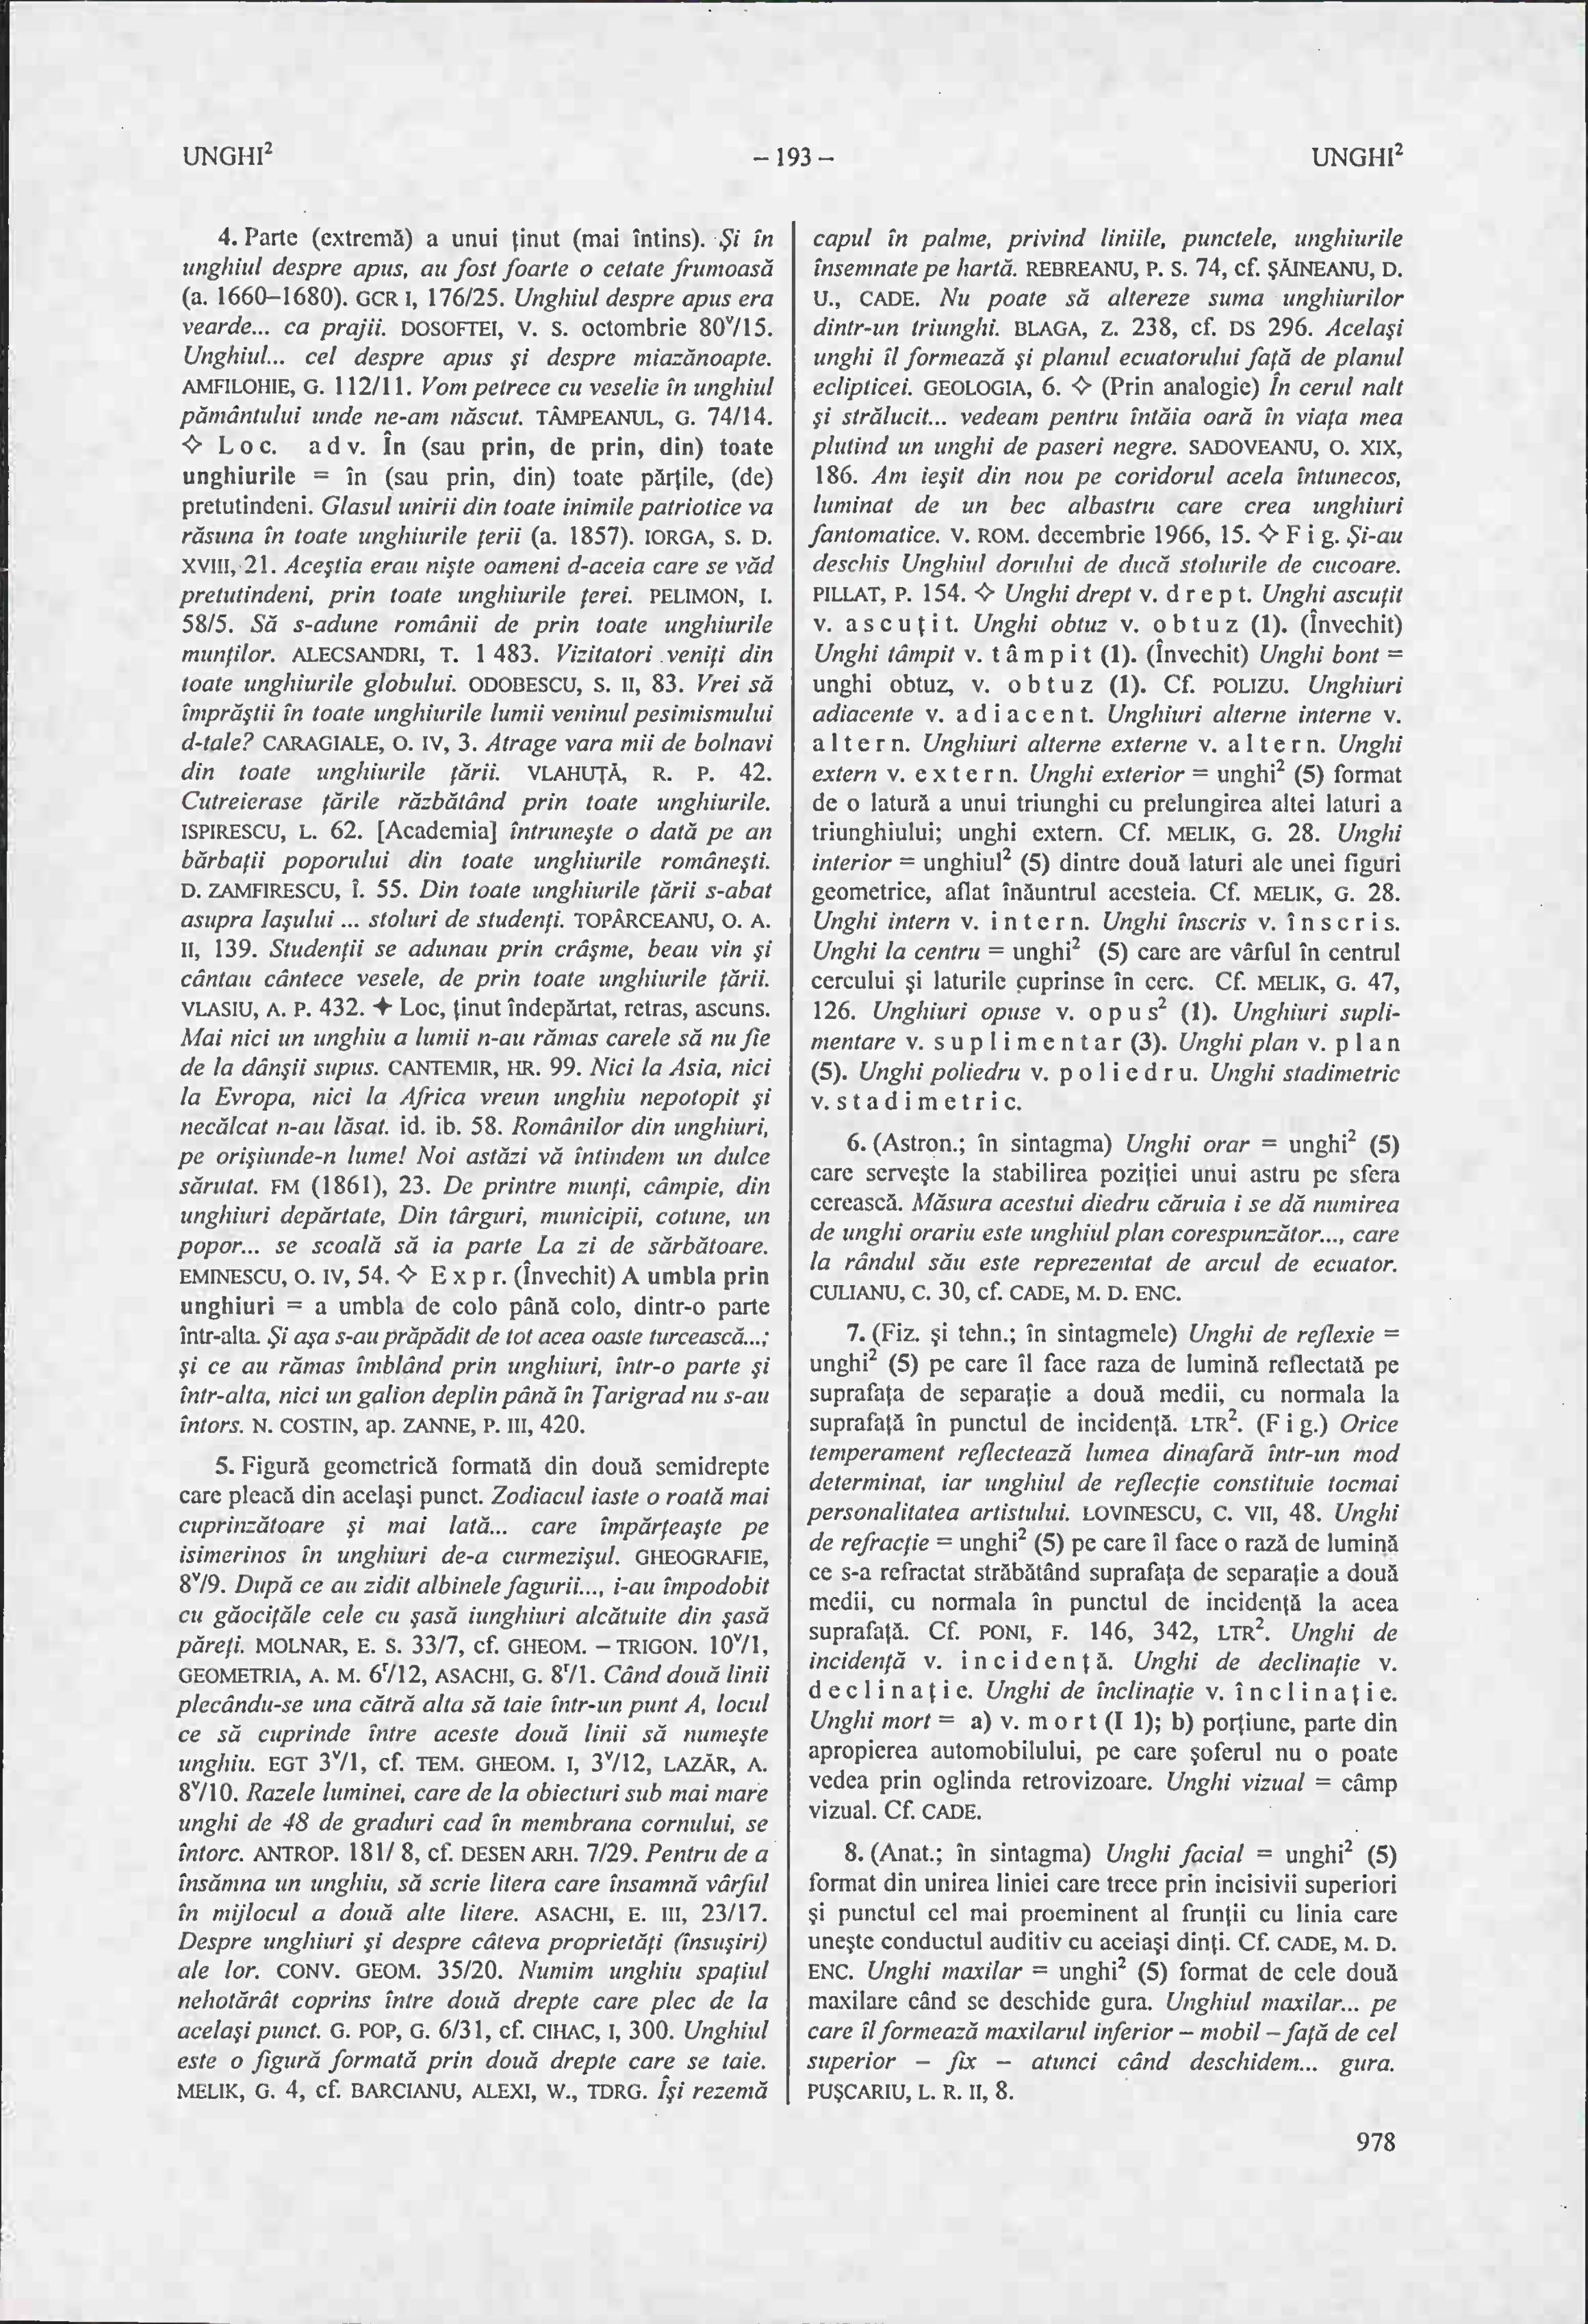 UNGHI² – 193 – UNGHI²
4. Parte (extremă) a unui ţinut (mai întins). Şi în
unghiul despre apus, au fost foarte o cetate frumoasă
(a. 1660–1680). GCR I, 176/25. Unghiul despre apus era
vearde... ca prajii. DOSOFTEI, V. S. octombrie 80ᵛ/15.
Unghiul... cel despre apus şi despre miazănoapte.
AMFILOHIE, G. 112/11. Vom petrece cu veselie în unghiul
pământului unde ne-am născut. TÂMPEANUL, G. 74/14.
◇ Loc. adv. În (sau prin, de prin, din) toate
unghiurile = în (sau prin, din) toate părţile, (de)
pretutindeni. Glasul unirii din toate inimile patriotice va
răsuna în toate unghiurile ţerii (a. 1857). IORGA, S. D.
XVIII, 21. Aceştia erau nişte oameni d-aceia care se văd
pretutindeni, prin toate unghiurile ţerei. PELIMON, I.
58/5. Să s-adune românii de prin toate unghiurile
munţilor. ALECSANDRI, T. 1 483. Vizitatori veniţi din
toate unghiurile globului. ODOBESCU, S. II, 83. Vrei să
împrăştii în toate unghiurile lumii veninul pesimismului
d-tale? CARAGIALE, O. IV, 3. Atrage vara mii de bolnavi
din toate unghiurile ţării. VLAHUŢĂ, R. P. 42.
Cutreierase ţările răzbătând prin toate unghiurile.
ISPIRESCU, L. 62. [Academia] întruneşte o dată pe an
bărbaţii poporului din toate unghiurile româneşti.
D. ZAMFIRESCU, Î. 55. Din toate unghiurile ţării s-abat
asupra Iaşului ... stoluri de studenţi. TOPÂRCEANU, O. A.
II, 139. Studenţii se adunau prin crâşme, beau vin şi
cântau cântece vesele, de prin toate unghiurile ţării.
VLASIU, A. P. 432. ✦ Loc, ţinut îndepărtat, retras, ascuns.
Mai nici un unghiu a lumii n-au rămas carele să nu fie
de la dânşii supus. CANTEMIR, HR. 99. Nici la Asia, nici
la Evropa, nici la Africa vreun unghiu nepotopit şi
necălcat n-au lăsat. id. ib. 58. Românilor din unghiuri,
pe orişiunde-n lume! Noi astăzi vă întindem un dulce
sărutat. FM (1861), 23. De printre munţi, câmpie, din
unghiuri depărtate, Din târguri, municipii, cotune, un
popor... se scoală să ia parte La zi de sărbătoare.
EMINESCU, O. IV, 54. ◇ Expr. (Învechit) A umbla prin
unghiuri = a umbla de colo până colo, dintr-o parte
într-alta. Şi aşa s-au prăpădit de tot acea oaste turcească...;
şi ce au rămas îmblând prin unghiuri, într-o parte şi
într-alta, nici un galion deplin până în Ţarigrad nu s-au
întors. N. COSTIN, ap. ZANNE, P. III, 420.
5. Figură geometrică formată din două semidrepte
care pleacă din acelaşi punct. Zodiacul iaste o roată mai
cuprinzătoare şi mai lată... care împărţeaşte pe
isimerinos în unghiuri de-a curmezişul. GHEOGRAFIE,
8ᵛ/9. După ce au zidit albinele fagurii..., i-au împodobit
cu găociţăle cele cu şasă iunghiuri alcătuite din şasă
păreţi. MOLNAR, E. S. 33/7, cf. GHEOM. – TRIGON. 10ᵛ/1,
GEOMETRIA, A. M. 6ʳ/12, ASACHI, G. 8ʳ/1. Când două linii
plecându-se una cătră alta să taie într-un punt A, locul
ce să cuprinde între aceste două linii să numeşte
unghiu. EGT 3ᵛ/1, cf. TEM. GHEOM. I, 3ᵛ/12, LAZĂR, A.
8ᵛ/10. Razele luminei, care de la obiecturi sub mai mare
unghi de 48 de graduri cad în membrana cornului, se
întorc. ANTROP. 181/ 8, cf. DESEN ARH. 7/29. Pentru de a
însămna un unghiu, să scrie litera care însamnă vârful
în mijlocul a două alte litere. ASACHI, E. III, 23/17.
Despre unghiuri şi despre câteva proprietăţi (însuşiri)
ale lor. CONV. GEOM. 35/20. Numim unghiu spaţiul
nehotărât coprins între două drepte care plec de la
acelaşi punct. G. POP, G. 6/31, cf. CIHAC, I, 300. Unghiul
este o figură formată prin două drepte care se taie.
MELIK, G. 4, cf. BARCIANU, ALEXI, W., TDRG. Îşi rezemă
capul în palme, privind liniile, punctele, unghiurile
însemnate pe hartă. REBREANU, P. S. 74, cf. ŞĂINEANU, D.
U., CADE. Nu poate să altereze suma unghiurilor
dintr-un triunghi. BLAGA, Z. 238, cf. DS 296. Acelaşi
unghi îl formează şi planul ecuatorului faţă de planul
eclipticei. GEOLOGIA, 6. ◇ (Prin analogie) În cerul nalt
şi strălucit... vedeam pentru întăia oară în viaţa mea
plutind un unghi de paseri negre. SADOVEANU, O. XIX,
186. Am ieşit din nou pe coridorul acela întunecos,
luminat de un bec albastru care crea unghiuri
fantomatice. V. ROM. decembrie 1966, 15. ◇ Fig. Şi-au
deschis Unghiul dorului de ducă stolurile de cucoare.
PILLAT, P. 154. ◇ Unghi drept v. drept. Unghi ascuţit
v. ascuţit. Unghi obtuz v. obtuz (1). (Învechit)
Unghi tâmpit v. tâmpit (1). (Învechit) Unghi bont =
unghi obtuz, v. obtuz (1). Cf. POLIZU. Unghiuri
adiacente v. adiacent. Unghiuri alterne interne v.
altern. Unghiuri alterne externe v. altern. Unghi
extern v. extern. Unghi exterior = unghi² (5) format
de o latură a unui triunghi cu prelungirea altei laturi a
triunghiului; unghi extern. Cf. MELIK, G. 28. Unghi
interior = unghiul² (5) dintre două laturi ale unei figuri
geometrice, aflat înăuntrul acesteia. Cf. MELIK, G. 28.
Unghi intern v. intern. Unghi înscris v. înscris.
Unghi la centru = unghi² (5) care are vârful în centrul
cercului şi laturile cuprinse în cerc. Cf. MELIK, G. 47,
126. Unghiuri opuse v. opus² (1). Unghiuri supli-
mentare v. suplimentar (3). Unghi plan v. plan
(5). Unghi poliedru v. poliedru. Unghi stadimetric
v. stadimetric.
6. (Astron.; în sintagma) Unghi orar = unghi² (5)
care serveşte la stabilirea poziţiei unui astru pe sfera
cerească. Măsura acestui diedru căruia i se dă numirea
de unghi orariu este unghiul plan corespunzător..., care
la rândul său este reprezentat de arcul de ecuator.
CULIANU, C. 30, cf. CADE, M. D. ENC.
7. (Fiz. şi tehn.; în sintagmele) Unghi de reflexie =
unghi² (5) pe care îl face raza de lumină reflectată pe
suprafaţa de separaţie a două medii, cu normala la
suprafaţă în punctul de incidenţă. LTR². (Fig.) Orice
temperament reflectează lumea dinafară într-un mod
determinat, iar unghiul de reflecţie constituie tocmai
personalitatea artistului. LOVINESCU, C. VII, 48. Unghi
de refracţie = unghi² (5) pe care îl face o rază de lumină
ce s-a refractat străbătând suprafaţa de separaţie a două
medii, cu normala în punctul de incidenţă la acea
suprafaţă. Cf. PONI, F. 146, 342, LTR². Unghi de
incidenţă v. incidenţă. Unghi de declinaţie v.
declinaţie. Unghi de înclinaţie v. înclinaţie.
Unghi mort = a) v. mort (I 1); b) porţiune, parte din
apropierea automobilului, pe care şoferul nu o poate
vedea prin oglinda retrovizoare. Unghi vizual = câmp
vizual. Cf. CADE.
8. (Anat.; în sintagma) Unghi facial = unghi² (5)
format din unirea liniei care trece prin incisivii superiori
şi punctul cel mai proeminent al frunţii cu linia care
uneşte conductul auditiv cu aceiaşi dinţi. Cf. CADE, M. D.
ENC. Unghi maxilar = unghi² (5) format de cele două
maxilare când se deschide gura. Unghiul maxilar... pe
care îl formează maxilarul inferior – mobil – faţă de cel
superior – fix – atunci când deschidem... gura.
PUŞCARIU, L. R. II, 8.
978